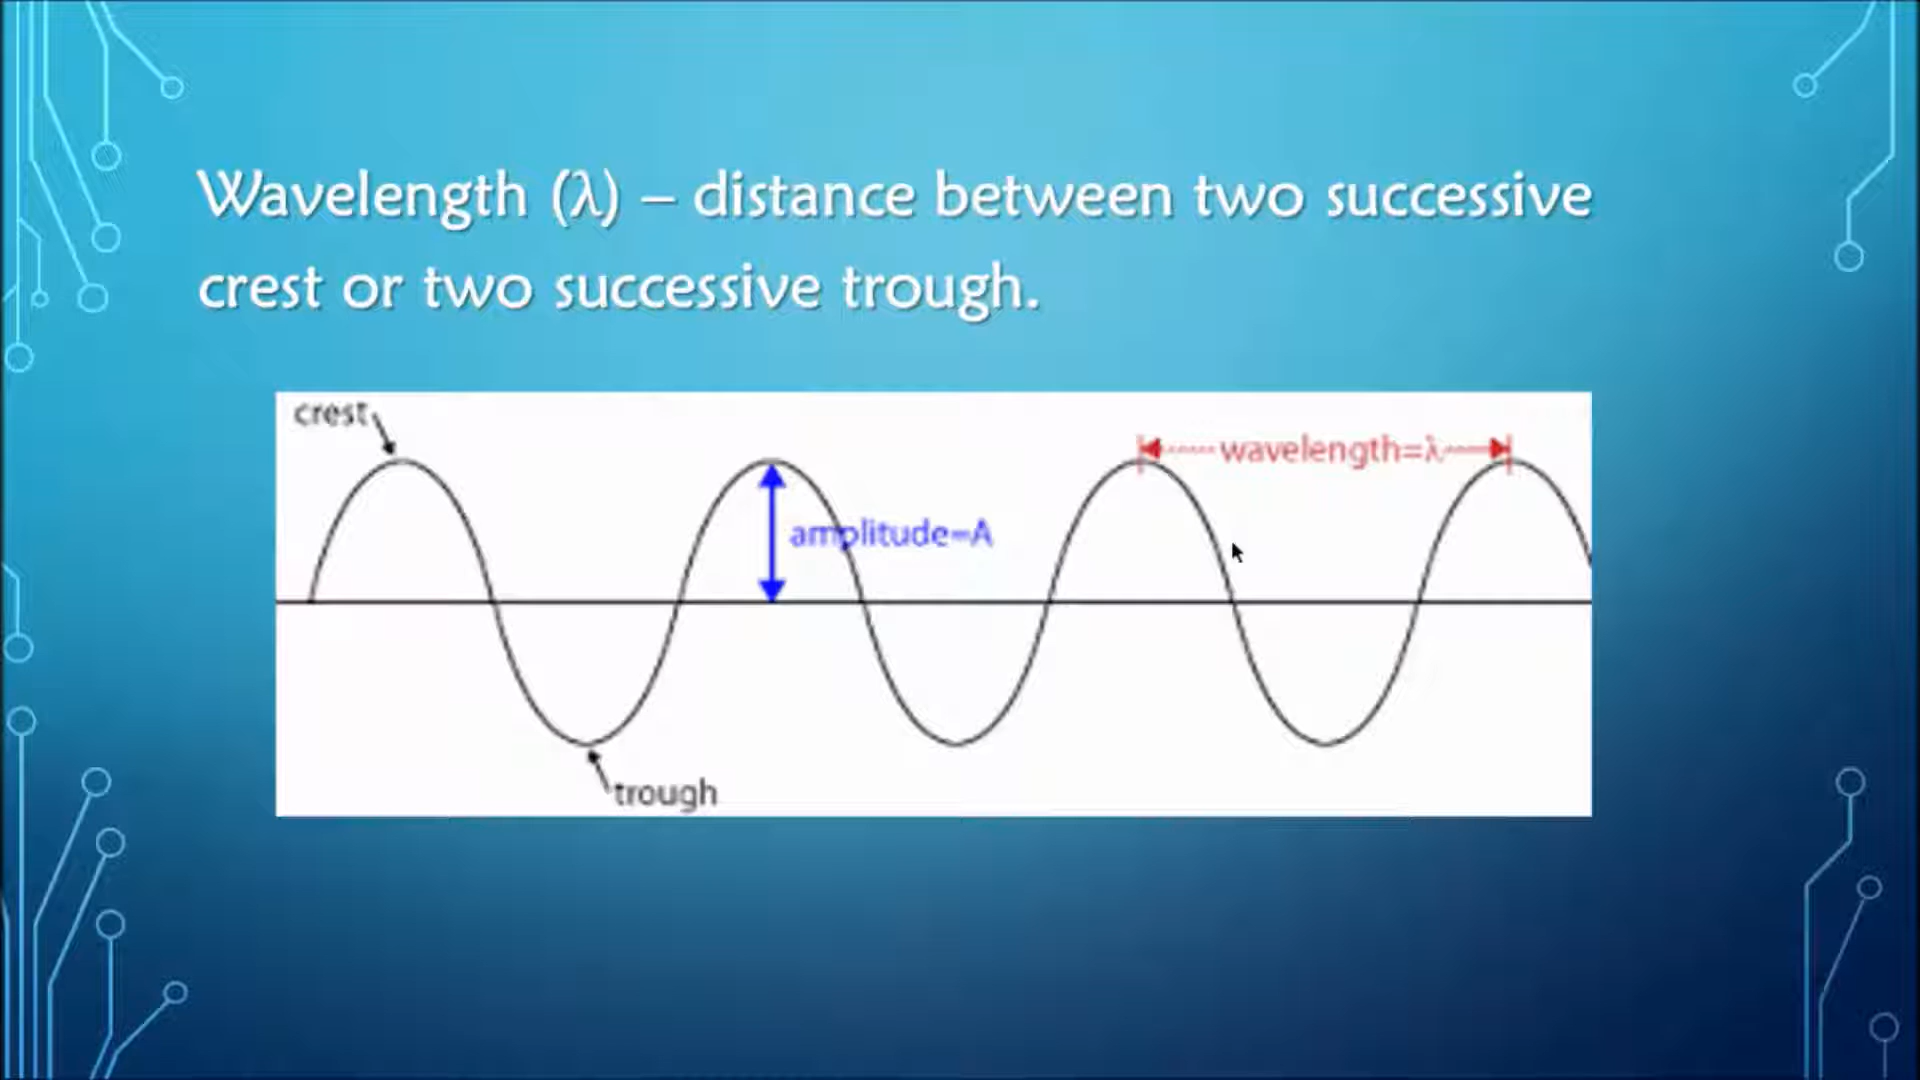 Wavelength (λ) – distance between two successive
crest or two successive trough.
crest
wavelength=λ
amplitude=A
trough